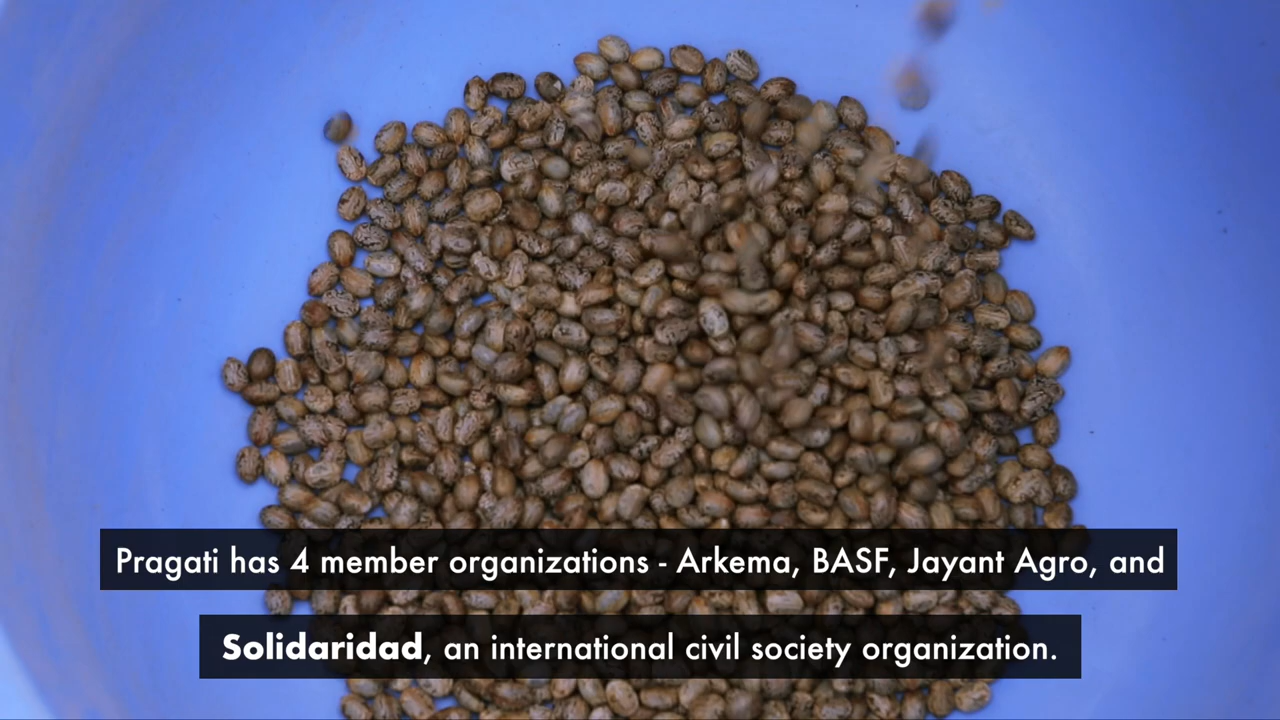 Pragati has 4 member organizations - Arkema, BASF, Jayant Agro, and
Solidaridad, an international civil society organization.